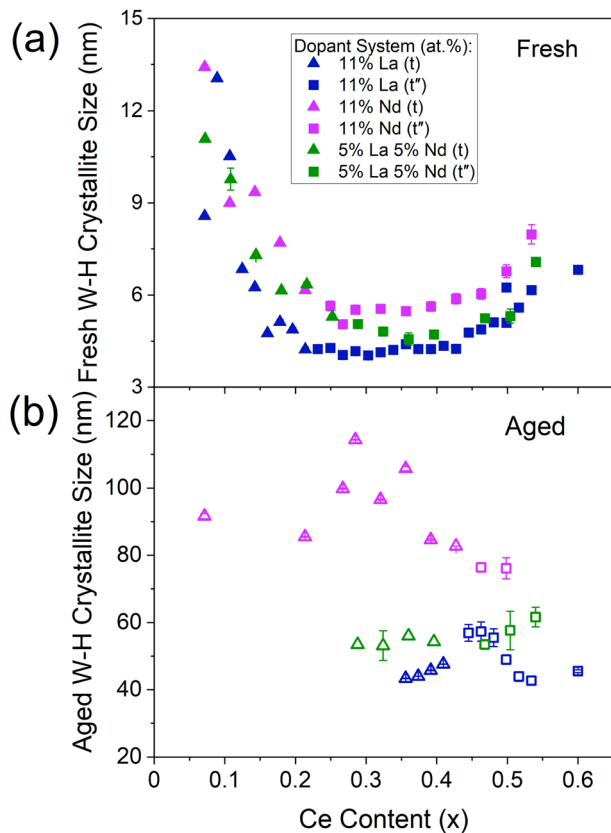 (a)
Fresh W-H Crystallite Size (nm)
15
12
9
6
3
Dopant System (at.%):
11% La (t)
11% La (t″)
11% Nd (t)
11% Nd (t″)
5% La 5% Nd (t)
5% La 5% Nd (t″)
Fresh
(b)
Aged W-H Crystallite Size (nm)
120
100
80
60
40
20
Aged
0
0.1
0.2
0.3
0.4
0.5
0.6
Ce Content (x)